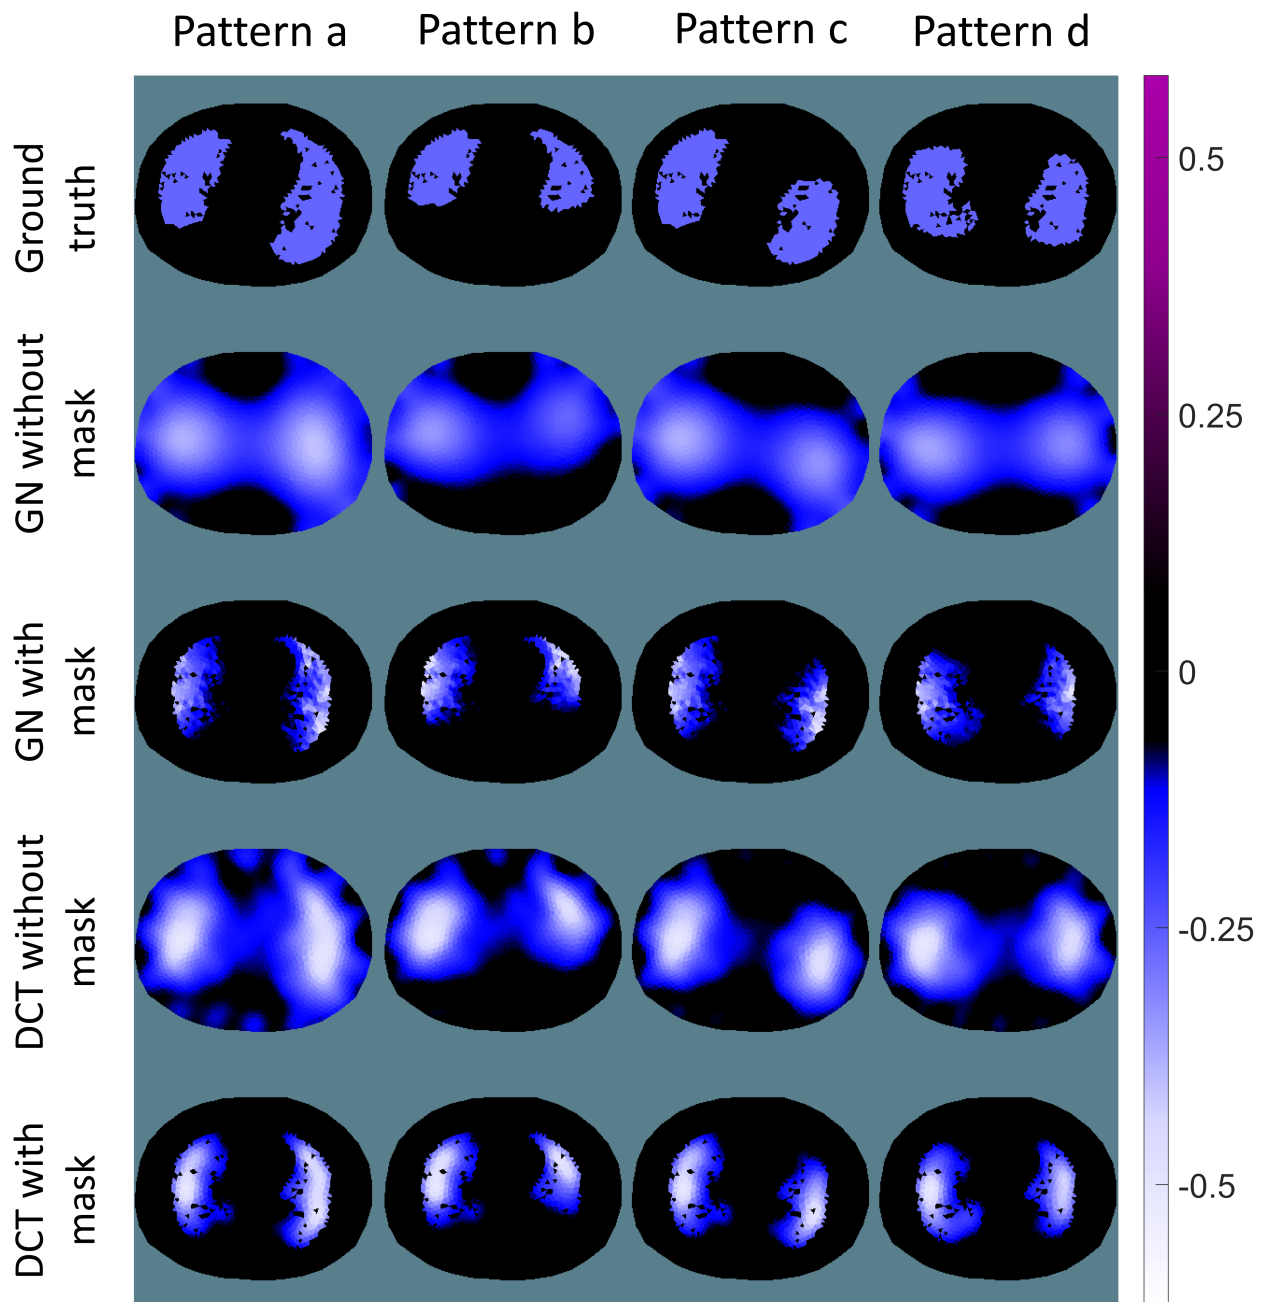 Pattern a
Pattern b
Pattern c
Pattern d
Ground
truth
GN without
mask
GN with
mask
DCT without
mask
DCT with
mask
0.5
0.25
0
-0.25
-0.5